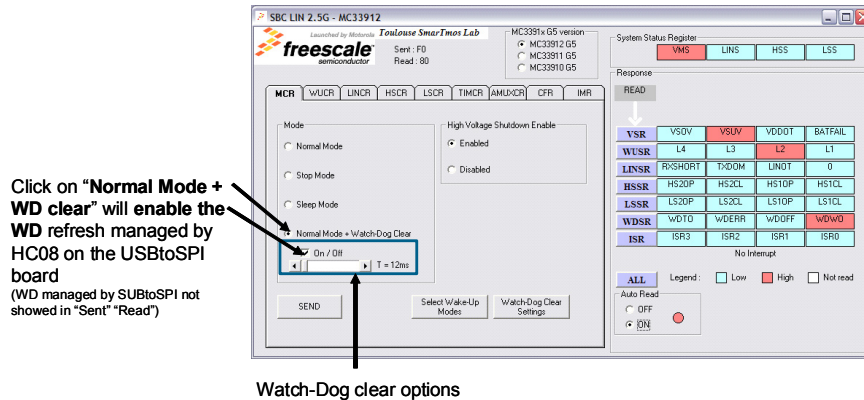 SBC LIN 2.5G - MC33912
Launched by Motorola
freescale
semiconductor
Toulouse SmarTmos Lab
Sent : F0
Read : 80
MC3391x G5 version
MC33912 G5
MC33911 G5
MC33910 G5
System Status Register
VMS LINS HSS LSS
MCR WUCR LINCR HSCR LSCR TIMCR AMUXCR CFR IMR
Mode
Normal Mode
Stop Mode
Sleep Mode
Normal Mode + Watch-Dog Clear
On / Off
T = 12ms
High Voltage Shutdown Enable
Enabled
Disabled
SEND
Select Wake-Up
Modes
Watch-Dog Clear
Settings
Response
READ
VSR VSOV VSUV VDDOT BATFAIL
WUSR L4 L3 L2 L1
LINSR RXSHORT TXDOM LINOT 0
HSSR HS2OP HS2CL HS1OP HS1CL
LSSR LS2OP LS2CL LS1OP LS1CL
WDSR WDTO WDERR WDOFF WDWO
ISR ISR3 ISR2 ISR1 ISR0
No Interrupt
ALL Legend : Low High Not read
Auto Read
OFF
ON
Click on “Normal Mode +
WD clear” will enable the
WD refresh managed by
HC08 on the USBtoSPI
board
(WD managed by SUBtoSPI not
showed in “Sent” “Read”)
Watch-Dog clear options